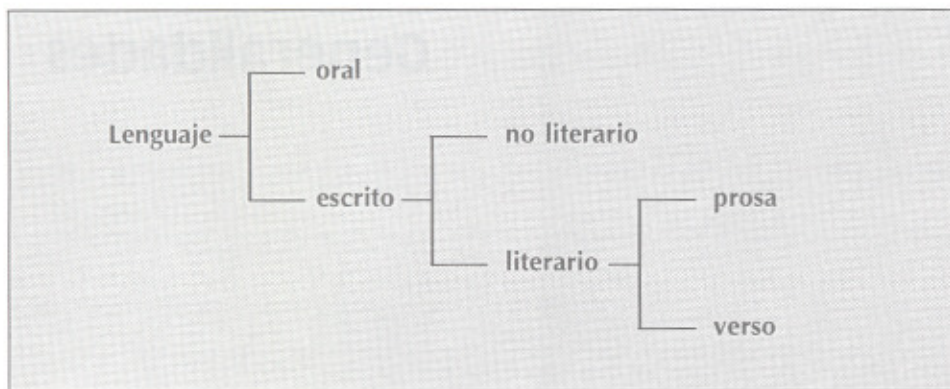 oral
Lenguaje
no literario
escrito
prosa
literario
verso